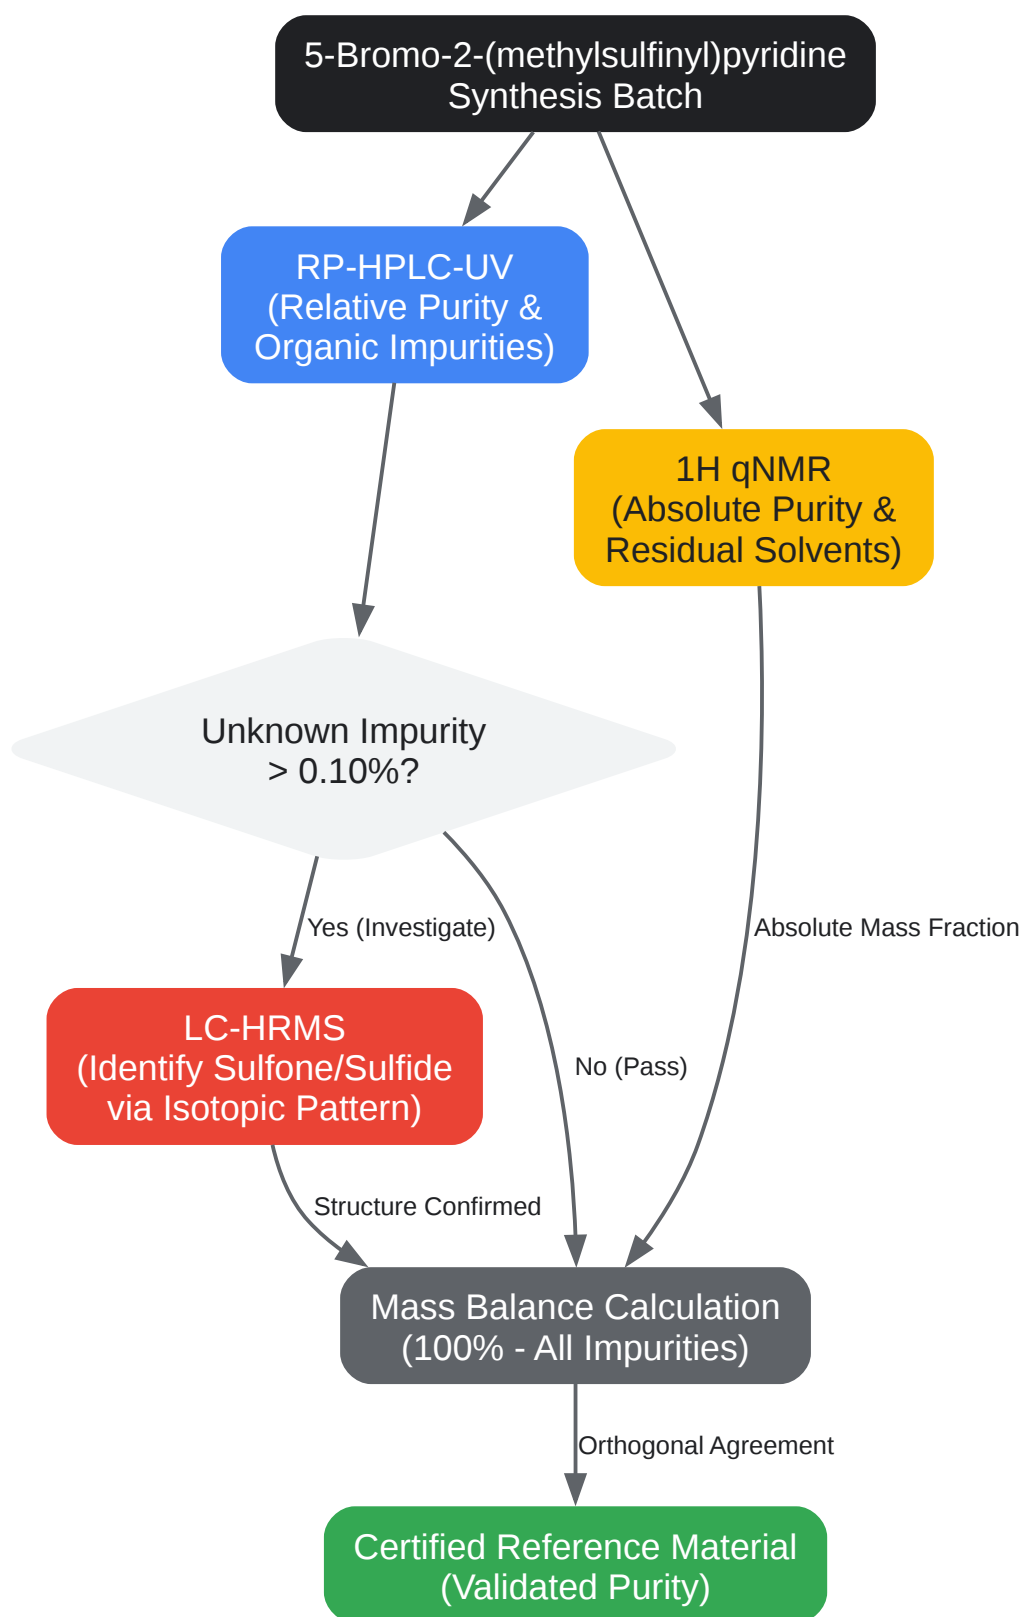 5-Bromo-2-(methylsulfinyl)pyridine
Synthesis Batch
RP-HPLC-UV
(Relative Purity &
Organic Impurities)
1H qNMR
(Absolute Purity &
Residual Solvents)
Unknown Impurity
> 0.10%?
Yes (Investigate)
Absolute Mass Fraction
LC-HRMS
(Identify Sulfone/Sulfide
via Isotopic Pattern)
No (Pass)
Structure Confirmed
Mass Balance Calculation
(100% - All Impurities)
Orthogonal Agreement
Certified Reference Material
(Validated Purity)